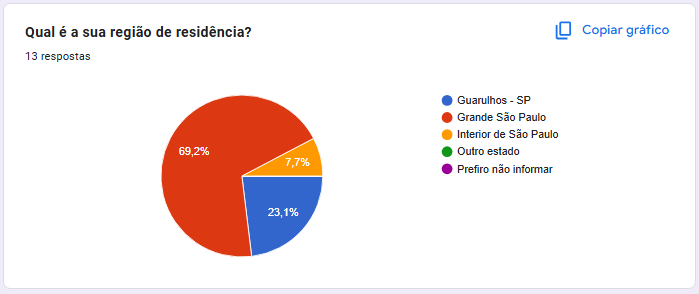 Qual é a sua região de residência?
Copiar gráfico
13 respostas
Guarulhos - SP
Grande São Paulo
Interior de São Paulo
Outro estado
Prefiro não informar
69,2%
7,7%
23,1%